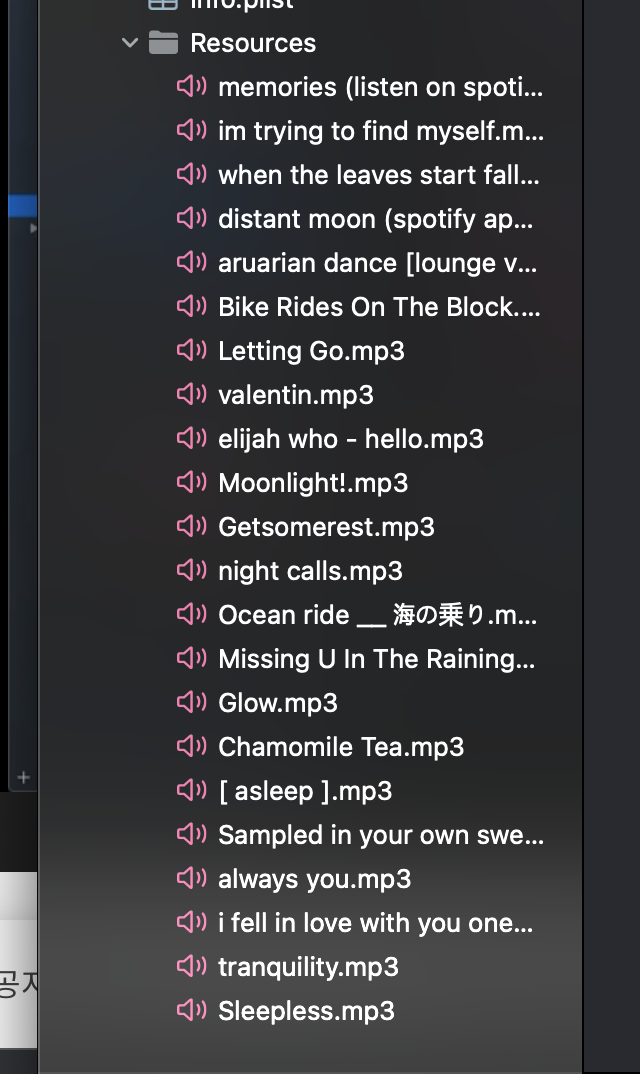 Info.plist
Resources
memories (listen on spoti...
im trying to find myself.m...
when the leaves start fall...
distant moon (spotify ap...
aruarian dance [lounge v...
Bike Rides On The Block....
Letting Go.mp3
valentin.mp3
elijah who - hello.mp3
Moonlight!.mp3
Getsomerest.mp3
night calls.mp3
Ocean ride __ 海の乗り.m...
Missing U In The Raining...
Glow.mp3
Chamomile Tea.mp3
[ asleep ].mp3
Sampled in your own swe...
always you.mp3
i fell in love with you one...
tranquility.mp3
Sleepless.mp3